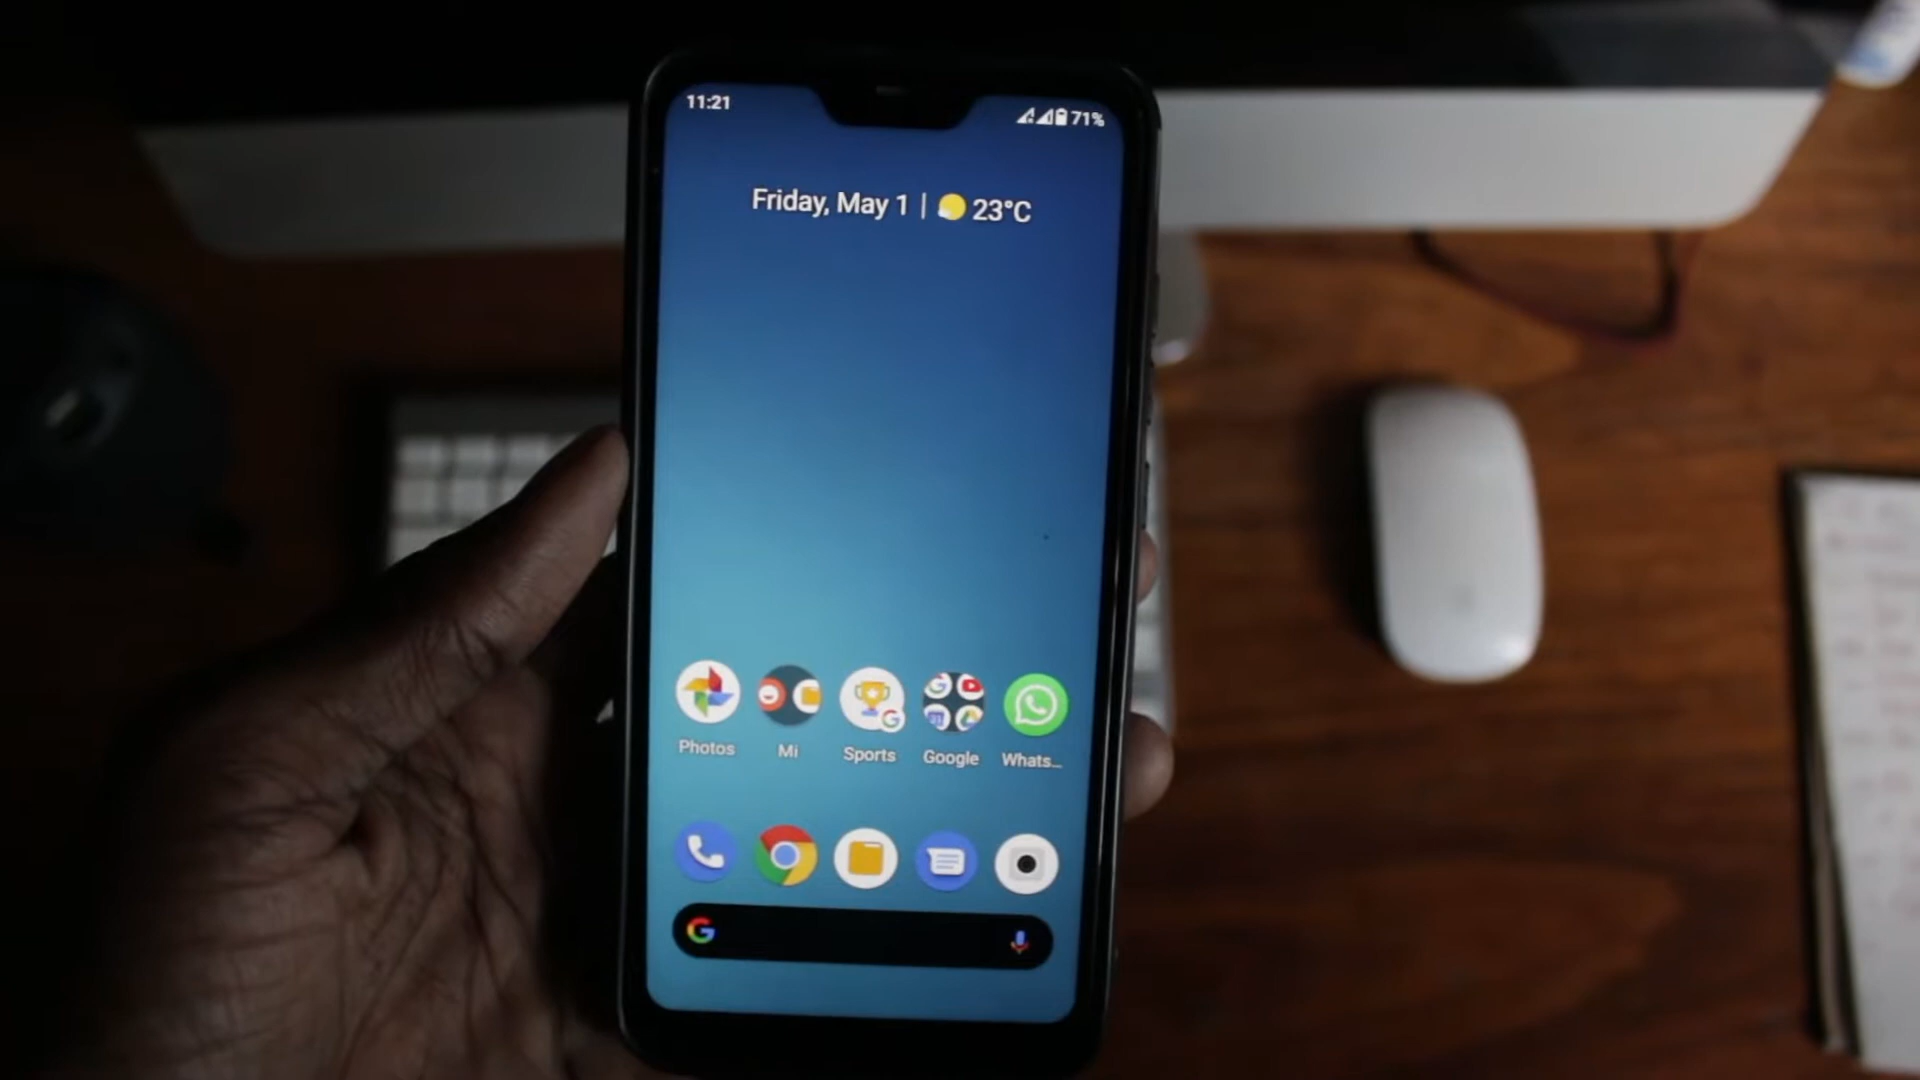 11:21
71%
Friday, May 1 | 23°C
Photos
Mi
Sports
Google
Whats...